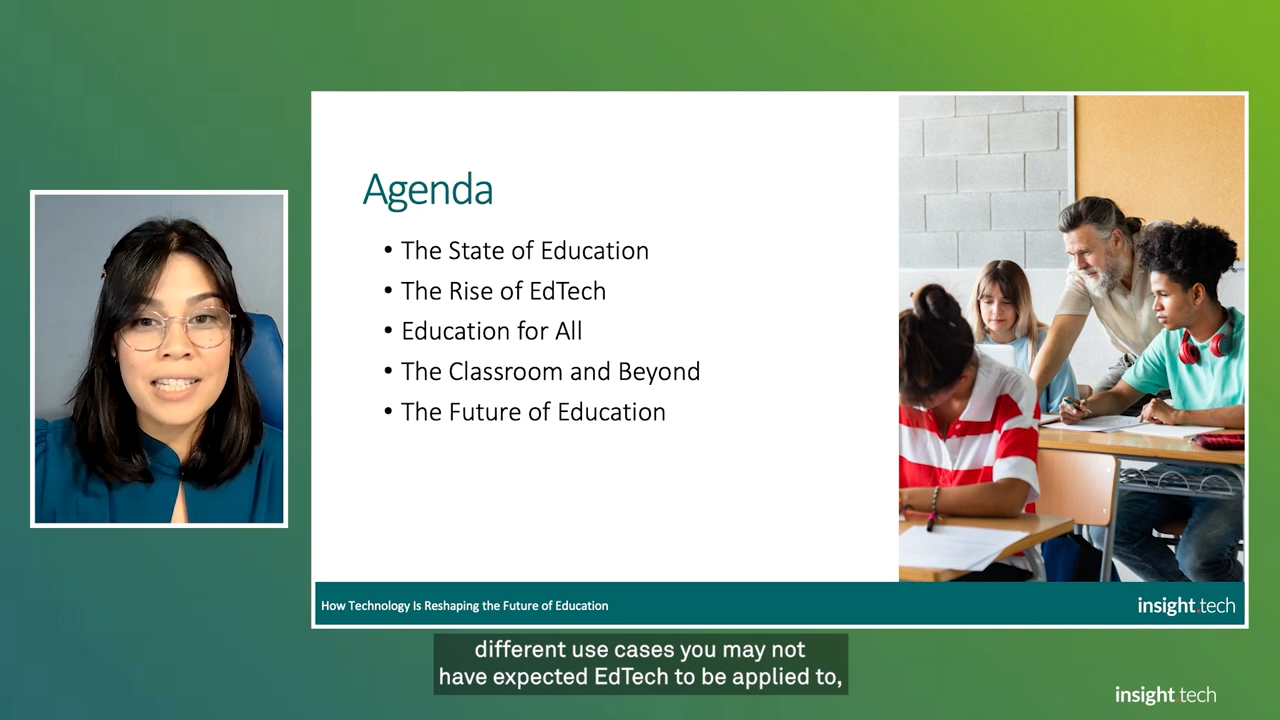 Agenda
• The State of Education
• The Rise of EdTech
• Education for All
• The Classroom and Beyond
• The Future of Education
How Technology Is Reshaping the Future of Education
insight.tech
different use cases you may not
have expected EdTech to be applied to,
insight.tech